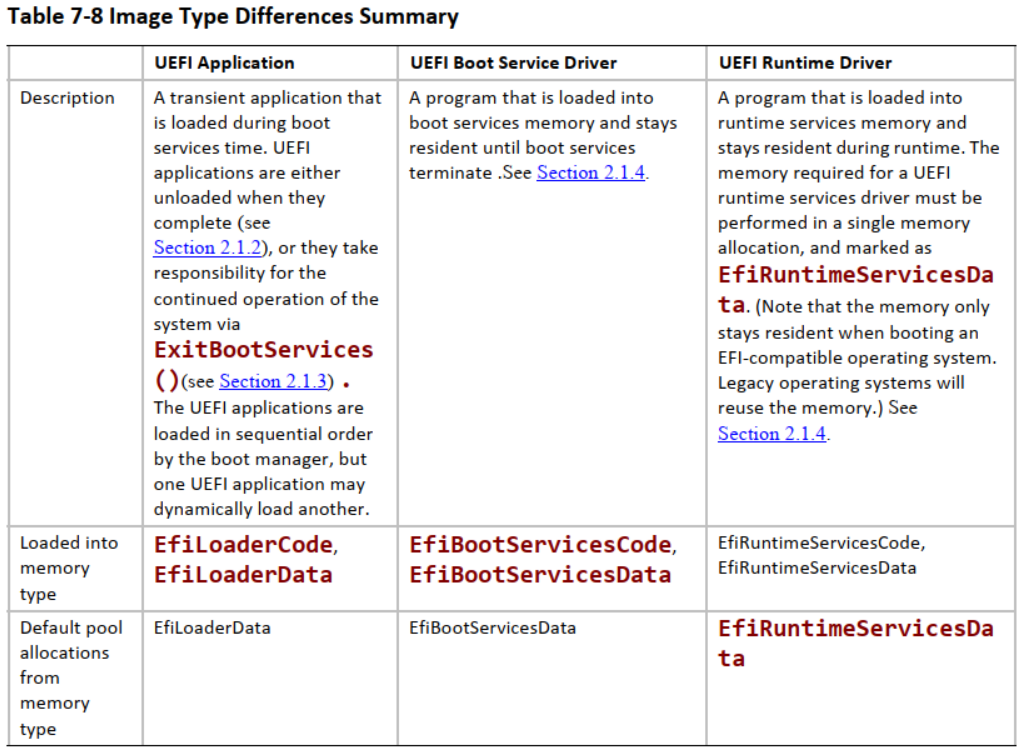 Table 7-8 Image Type Differences Summary
UEFI Application
UEFI Boot Service Driver
UEFI Runtime Driver
Description
A transient application that
is loaded during boot
services time. UEFI
applications are either
unloaded when they
complete (see
Section 2.1.2), or they take
responsibility for the
continued operation of the
system via
ExitBootServices
()(see Section 2.1.3) .
The UEFI applications are
loaded in sequential order
by the boot manager, but
one UEFI application may
dynamically load another.
A program that is loaded into
boot services memory and stays
resident until boot services
terminate .See Section 2.1.4.
A program that is loaded into
runtime services memory and
stays resident during runtime. The
memory required for a UEFI
runtime services driver must be
performed in a single memory
allocation, and marked as
EfiRuntimeServicesDa
ta. (Note that the memory only
stays resident when booting an
EFI-compatible operating system.
Legacy operating systems will
reuse the memory.) See
Section 2.1.4.
Loaded into
memory
type
EfiLoaderCode,
EfiLoaderData
EfiBootServicesCode,
EfiBootServicesData
EfiRuntimeServicesCode,
EfiRuntimeServicesData
Default pool
allocations
from
memory
type
EfiLoaderData
EfiBootServicesData
EfiRuntimeServicesDa
ta